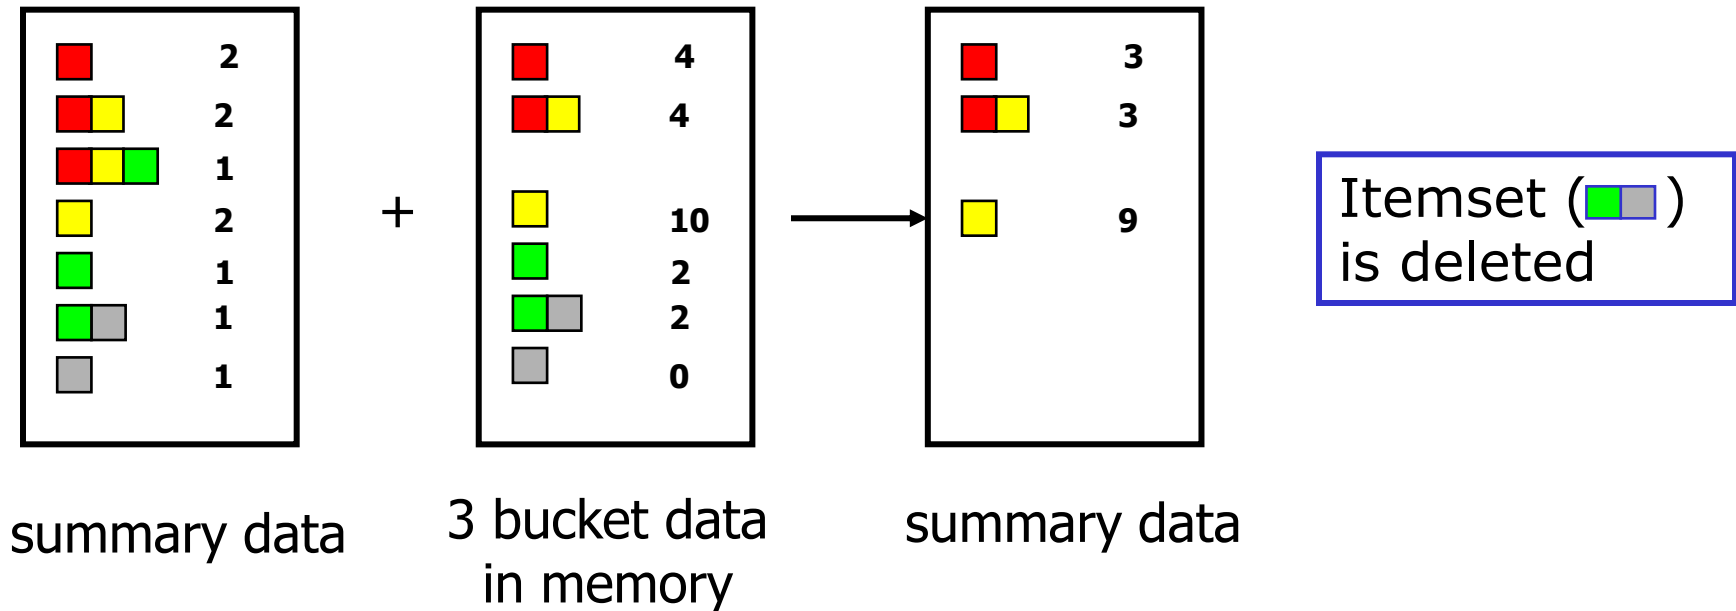 2
2
1
2
1
1
1
+
4
4
10
2
2
0
3
3
9
Itemset ( )
is deleted
summary data
3 bucket data
in memory
summary data